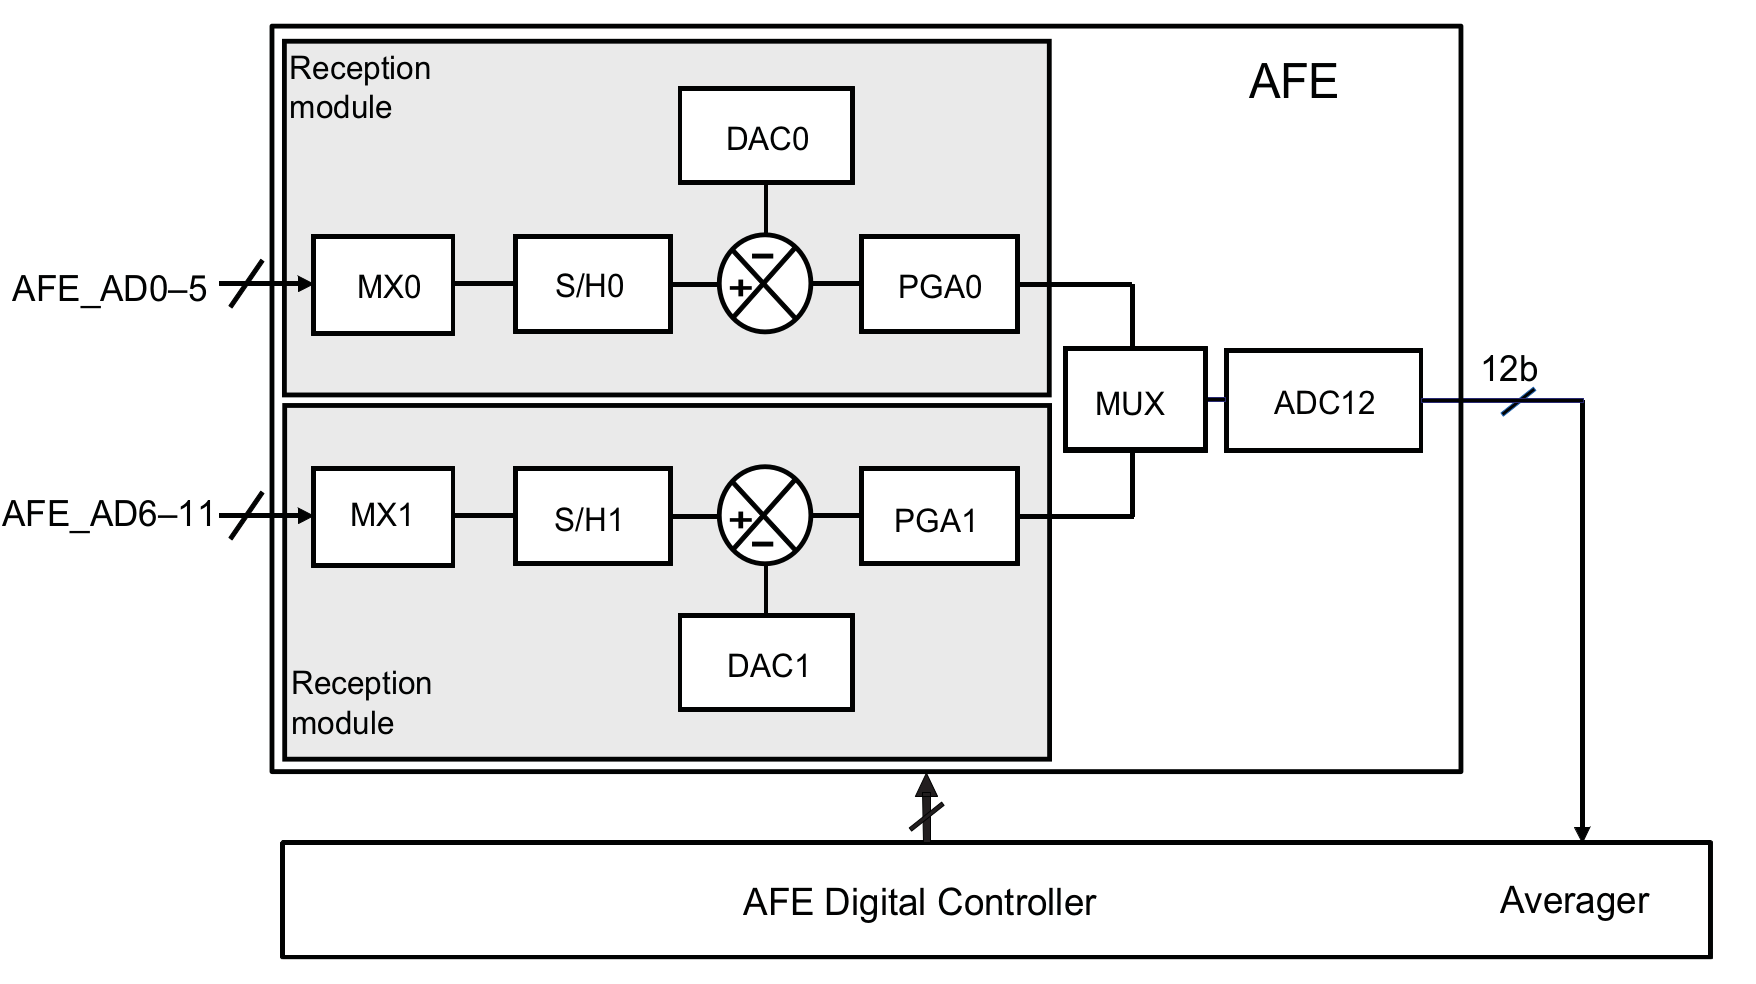 Reception
module
AFE
DAC0
AFE_AD0–5
MX0
S/H0
−
+
PGA0
MUX
ADC12
12b
AFE_AD6–11
MX1
S/H1
+
−
PGA1
DAC1
Reception
module
AFE Digital Controller
Averager